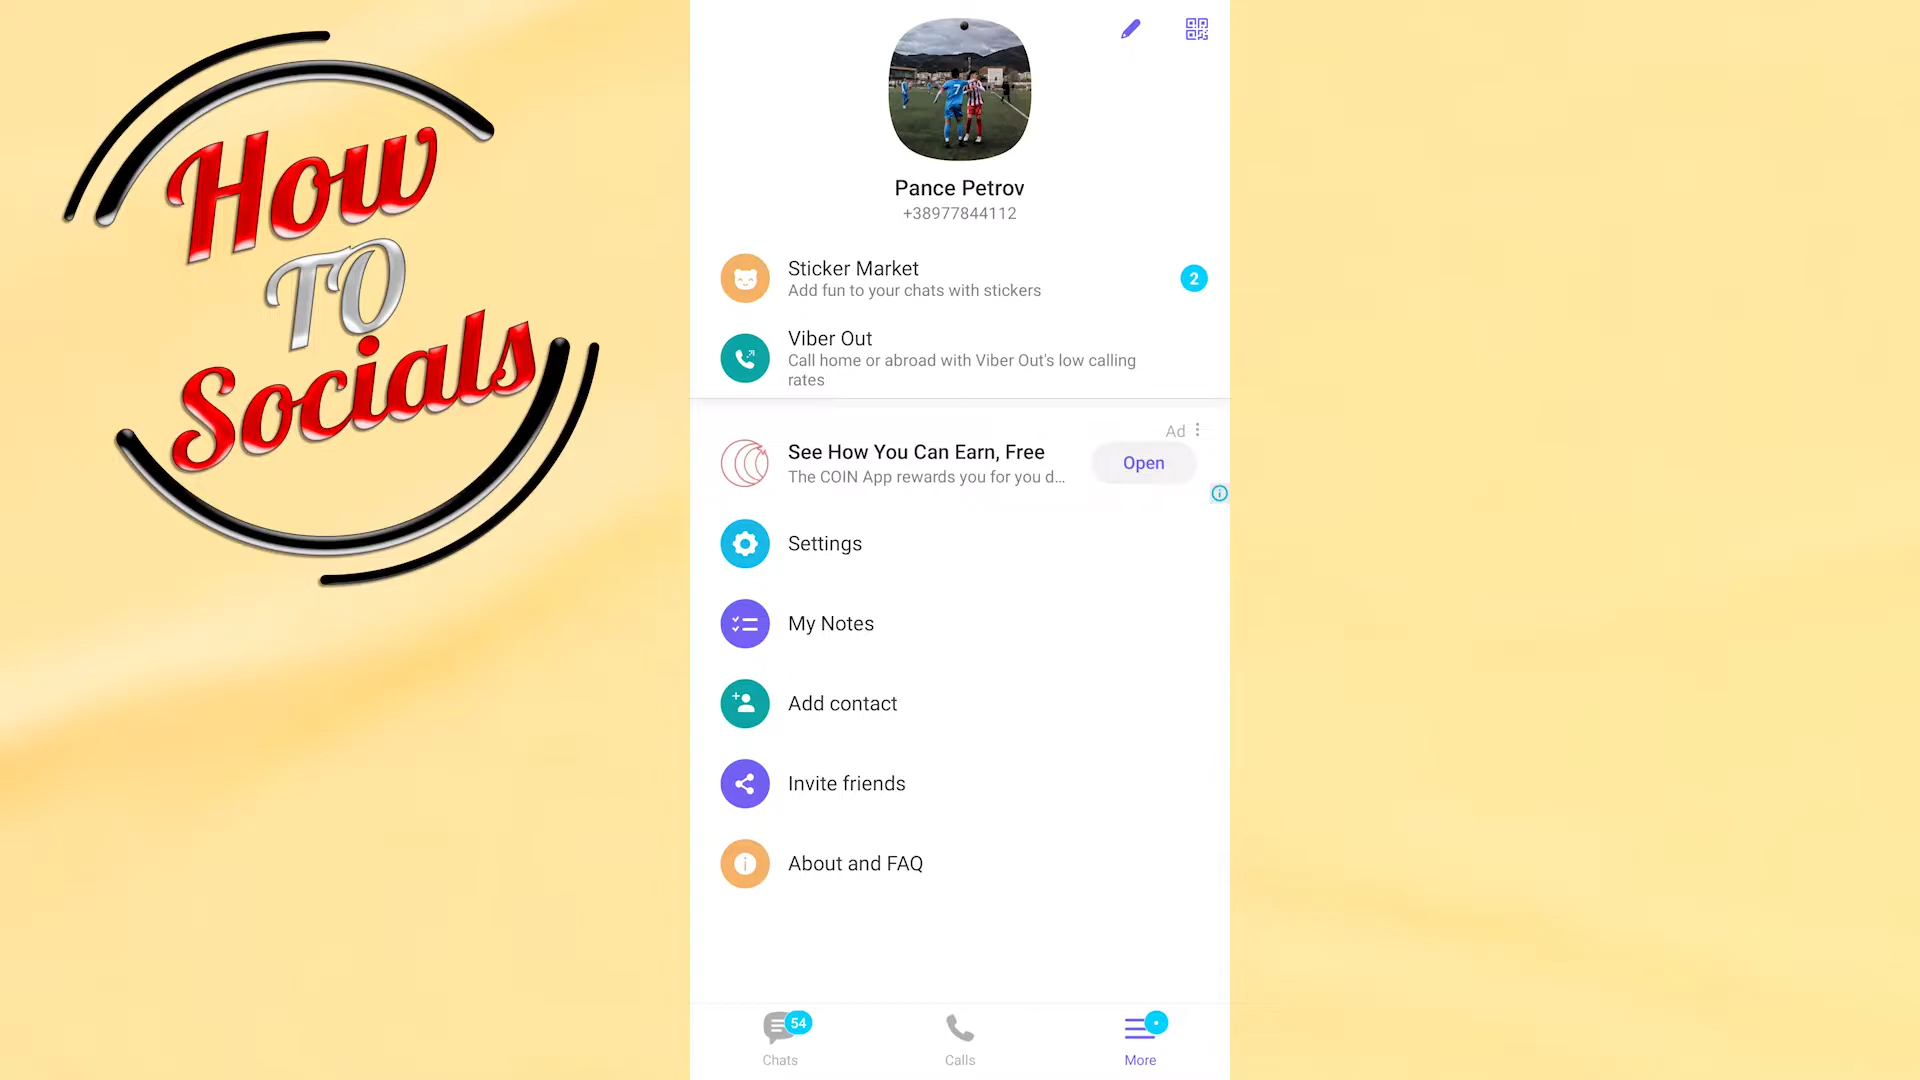 How
TO
Socials
Pance Petrov
+38977844112
Sticker Market
Add fun to your chats with stickers
2
Viber Out
Call home or abroad with Viber Out's low calling
rates
Ad
See How You Can Earn, Free
The COIN App rewards you for you d...
Open
Settings
My Notes
Add contact
Invite friends
About and FAQ
54
Chats
Calls
More